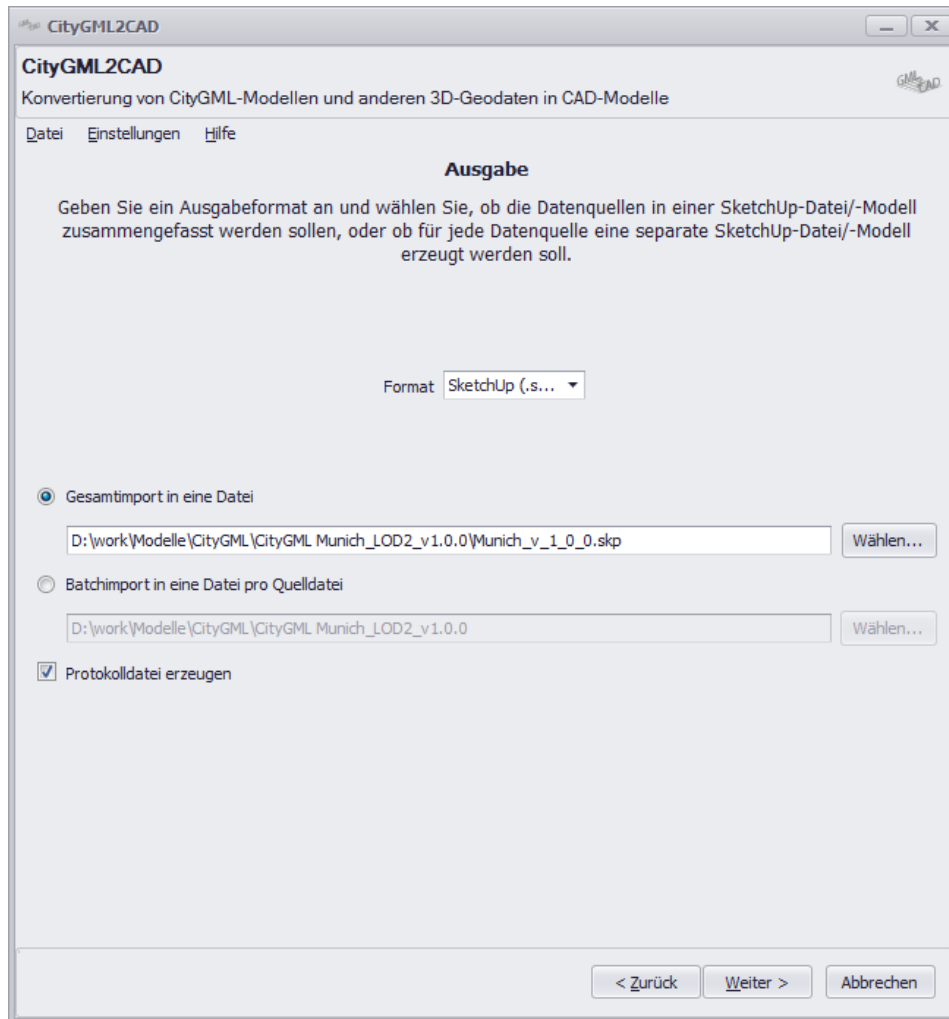 CityGML2CAD
CityGML2CAD
Konvertierung von CityGML-Modellen und anderen 3D-Geodaten in CAD-Modelle
GML
CAD
Datei Einstellungen Hilfe
Ausgabe
Geben Sie ein Ausgabeformat an und wählen Sie, ob die Datenquellen in einer SketchUp-Datei/-Modell
zusammengefasst werden sollen, oder ob für jede Datenquelle eine separate SketchUp-Datei/-Modell
erzeugt werden soll.
Format SketchUp (.s...
Gesamtimport in eine Datei
D:\work\Modelle\CityGML\CityGML Munich_LOD2_v1.0.0\Munich_v_1_0_0.skp Wählen...
Batchimport in eine Datei pro Quelldatei
D:\work\Modelle\CityGML\CityGML Munich_LOD2_v1.0.0 Wählen...
Protokolldatei erzeugen
< Zurück Weiter > Abbrechen